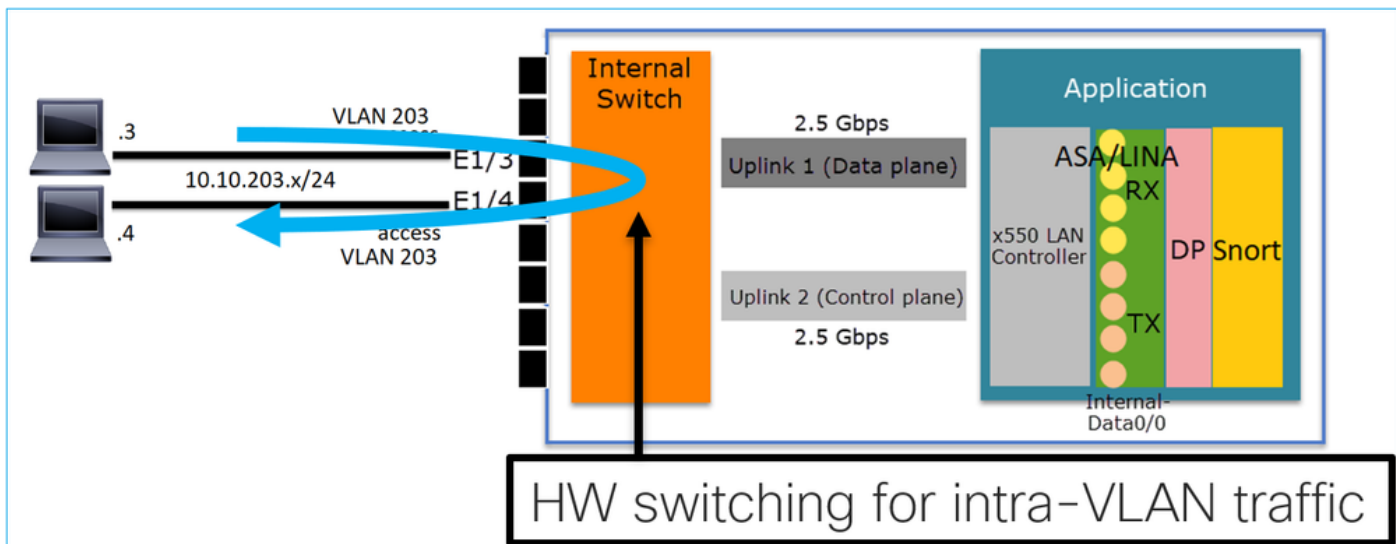 .3
VLAN 203
E1/3
10.10.203.x/24
E1/4
.4
access
VLAN 203
Internal
Switch
2.5 Gbps
Uplink 1 (Data plane)
Uplink 2 (Control plane)
2.5 Gbps
Application
x550 LAN
Controller
ASA/LINA
RX
TX
DP
Snort
Internal-
Data0/0
HW switching for intra-VLAN traffic